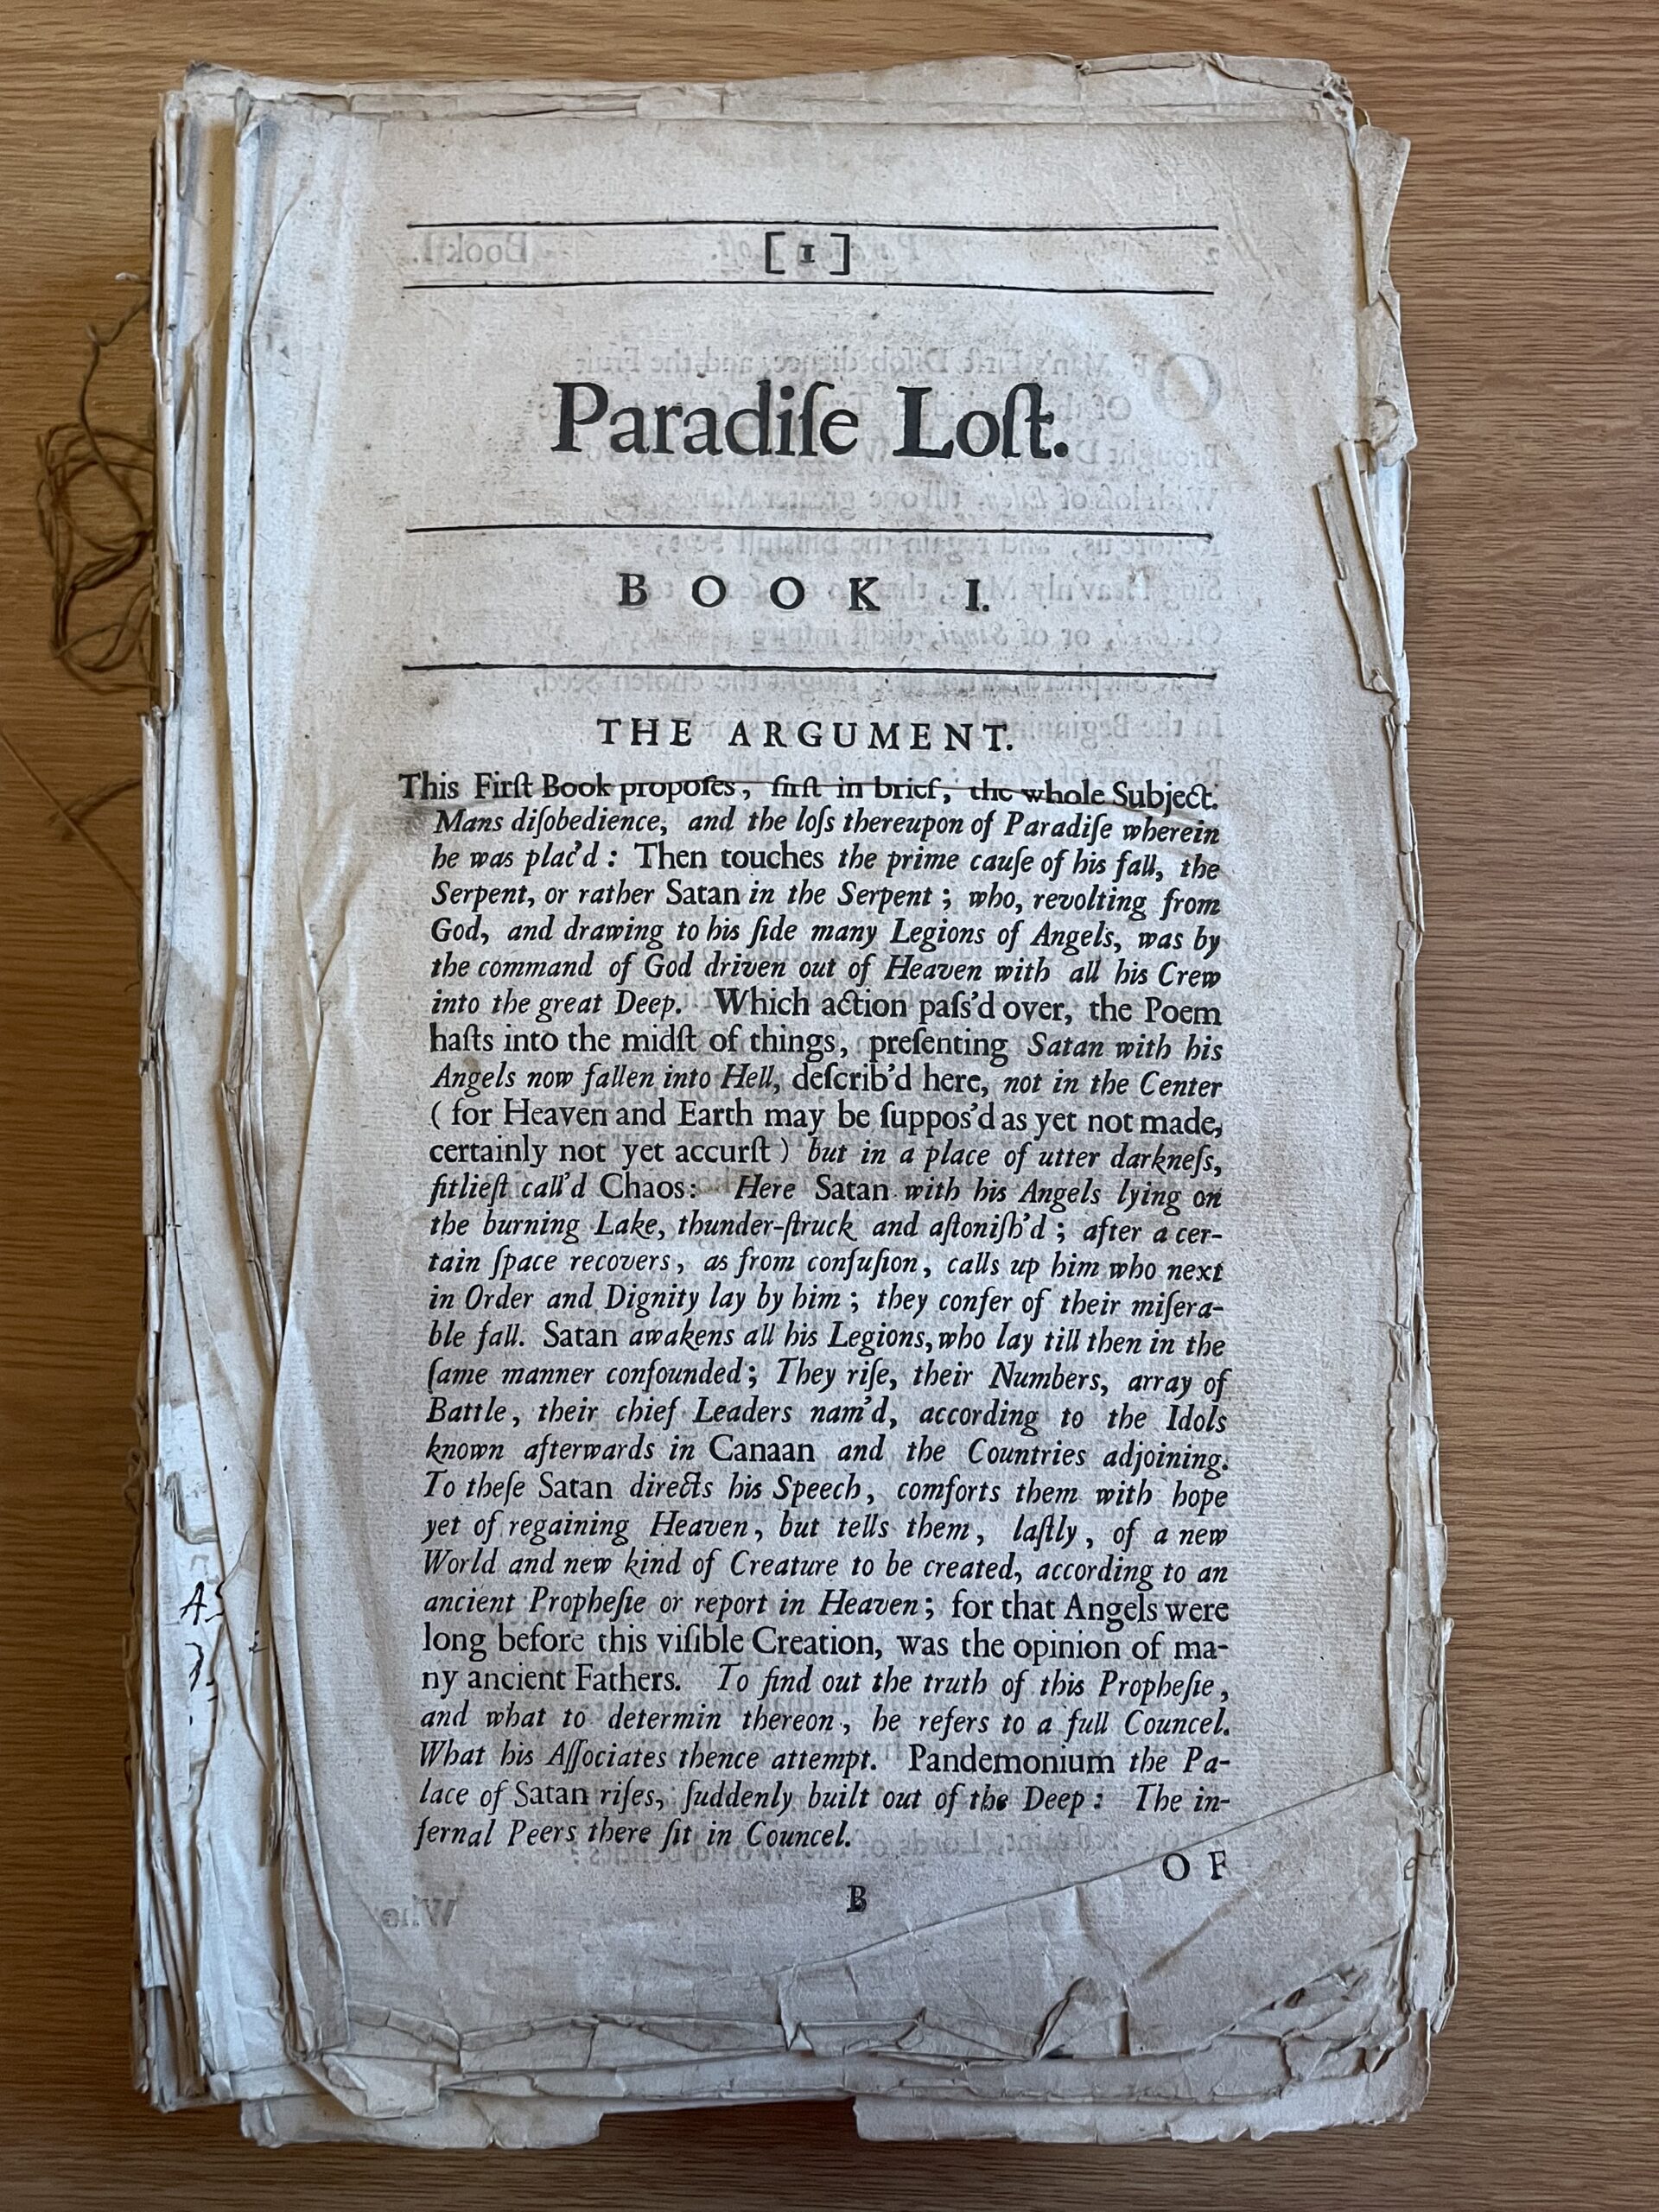 [1]
Paradiſe Loſt.
BOOK I.
THE ARGUMENT.
This Firſt Book propoſes, firſt in brief, the whole Subject.
Mans diſobedience, and the loſs thereupon of Paradiſe wherein
he was plac'd : Then touches the prime cauſe of his fall, the
Serpent, or rather Satan in the Serpent ; who, revolting from
God, and drawing to his ſide many Legions of Angels, was by
the command of God driven out of Heaven with all his Crew
into the great Deep. Which action paſs'd over, the Poem
haſts into the midſt of things, preſenting Satan with his
Angels now fallen into Hell, deſcrib'd here, not in the Center
( for Heaven and Earth may be ſuppos'd as yet not made,
certainly not yet accurſt ) but in a place of utter darkneſs,
fitlieſt call'd Chaos: Here Satan with his Angels lying on
the burning Lake, thunder-ſtruck and aſtoniſh'd ; after a cer-
tain ſpace recovers, as from confuſion, calls up him who next
in Order and Dignity lay by him ; they confer of their miſera-
ble fall. Satan awakens all his Legions, who lay till then in the
ſame manner confounded ; They riſe, their Numbers, array of
Battle, their chief Leaders nam'd, according to the Idols
known afterwards in Canaan and the Countries adjoining.
To theſe Satan directs his Speech, comforts them with hope
yet of regaining Heaven, but tells them, laſtly, of a new
World and new kind of Creature to be created, according to an
ancient Propheſie or report in Heaven ; for that Angels were
long before this viſible Creation, was the opinion of ma-
ny ancient Fathers. To find out the truth of this Propheſie,
and what to determin thereon, he refers to a full Councel.
What his Aſſociates thence attempt. Pandemonium the Pa-
lace of Satan riſes, ſuddenly built out of the Deep : The in-
fernal Peers there ſit in Councel.
OF
B